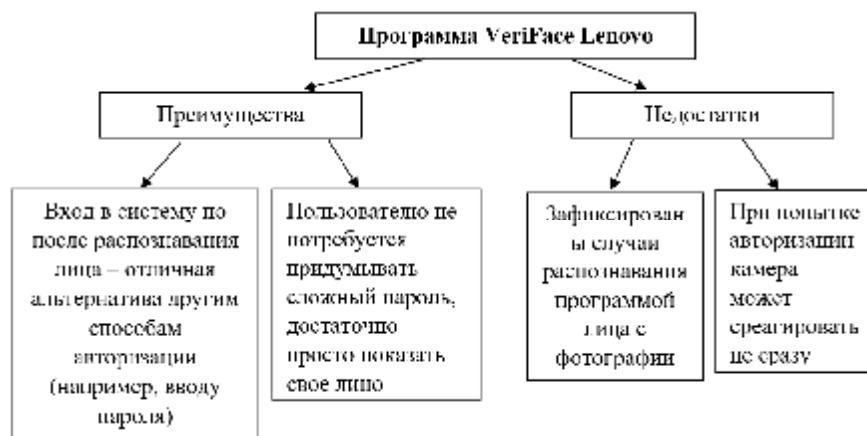 Программа VeriFace Lenovo
Преимущества
Недостатки
Вход в систему по
после распознавания
лица – отличная
альтернатива другим
способам
авторизации
(например, вводу
пароля)
Пользователю не
потребуется
придумывать
сложный пароль,
достаточно
просто показать
свое лицо
Зафиксирован
ы случаи
распознавания
программой
лица с
фотографии
При попытке
авторизации
камера
может
среагировать
не сразу